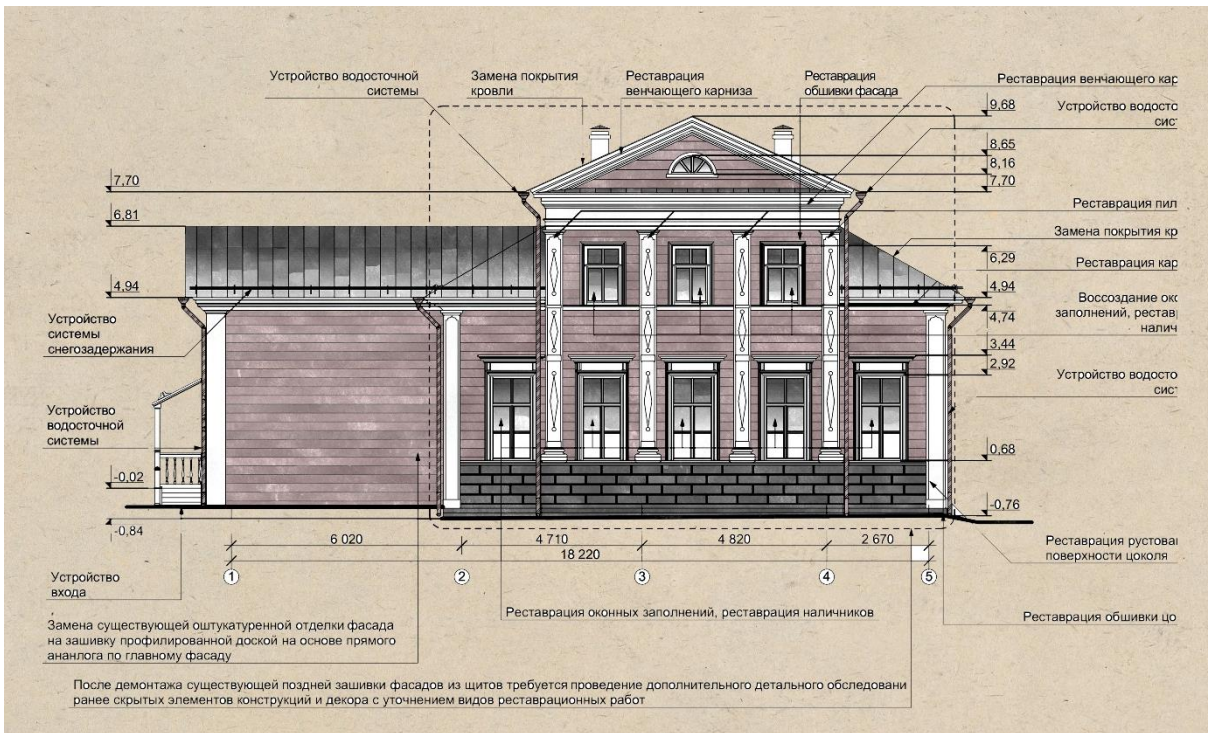 Устройство водосточной
системы
Замена покрытия
кровли
Реставрация
венчающего карниза
Реставрация
обшивки фасада
Реставрация венчающего кар
Устройство водосто
сис
9,68
8,65
8,16
7,70
7,70
6,81
Реставрация пил
Замена покрытия кр
6,29
Реставрация кар
4,94
4,94
4,74
Воссоздание око
заполнений, рестав
налич
Устройство
системы
снегозадержания
3,44
2,92
Устройство водосто
сис
Устройство
водосточной
системы
0,68
-0,02
-0,76
-0,84
6 020
4 710
4 820
2 670
18 220
1
2
3
4
5
Реставрация рустова
поверхности цоколя
Устройство
входа
Реставрация оконных заполнений, реставрация наличников
Реставрация обшивки цо
Замена существующей оштукатуренной отделки фасада
на зашивку профилированной доской на основе прямого
ананлога по главному фасаду
После демонтажа существующей поздней зашивки фасадов из щитов требуется проведение дополнительного детального обследовани
ранее скрытых элементов конструкций и декора с уточнением видов реставрационных работ